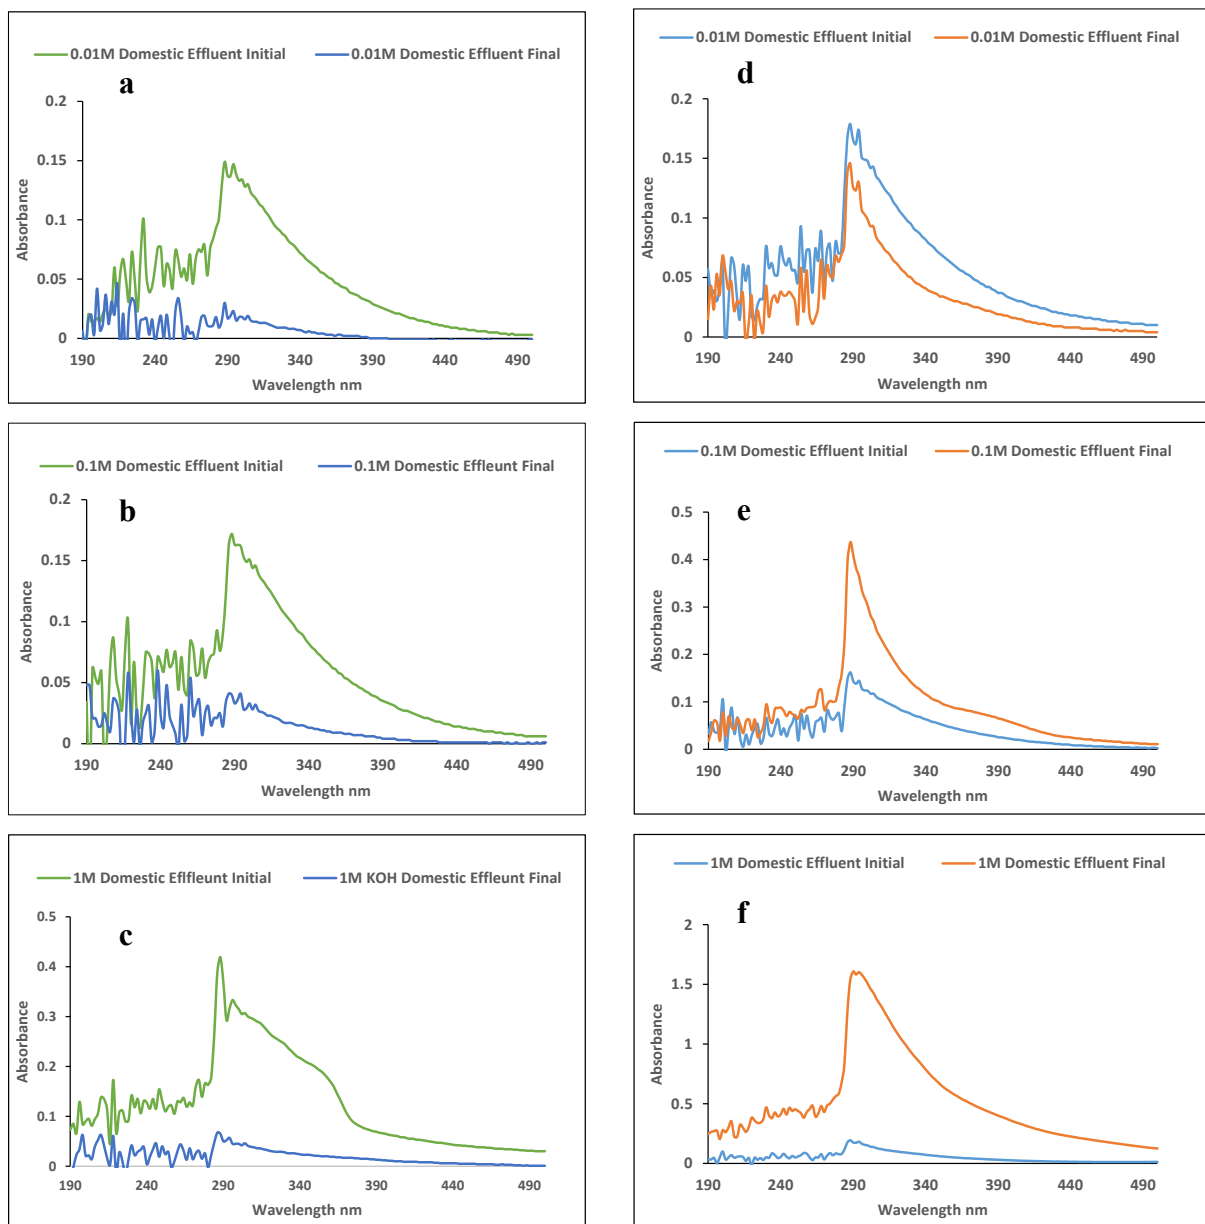 0.01M Domestic Effluent Initial 0.01M Domestic Effluent Final
a
0.2
0.15
0.1
0.05
0
190 240 290 340 390 440 490
Absorbance
Wavelength nm
0.01M Domestic Effluent Initial 0.01M Domestic Effluent Final
d
0.2
0.15
0.1
0.05
0
190 240 290 340 390 440 490
Absorbance
Wavelength nm
0.1M Domestic Effluent Initial 0.1M Domestic Effleunt Final
b
0.2
0.15
0.1
0.05
0
190 240 290 340 390 440 490
Absorbance
Wavelength nm
0.1M Domestic Effluent Initial 0.1M Domestic Effluent Final
e
0.5
0.4
0.3
0.2
0.1
0
190 240 290 340 390 440 490
Absorbance
Wavelength nm
1M Domestic Eflfleunt Initial 1M KOH Domestic Effleunt Final
c
0.5
0.4
0.3
0.2
0.1
0
190 240 290 340 390 440 490
Absorbance
Wavelength nm
1M Domestic Effluent Initial 1M Domestic Effluent Final
f
2
1.5
1
0.5
0
190 240 290 340 390 440 490
Absorbance
Wavelength nm